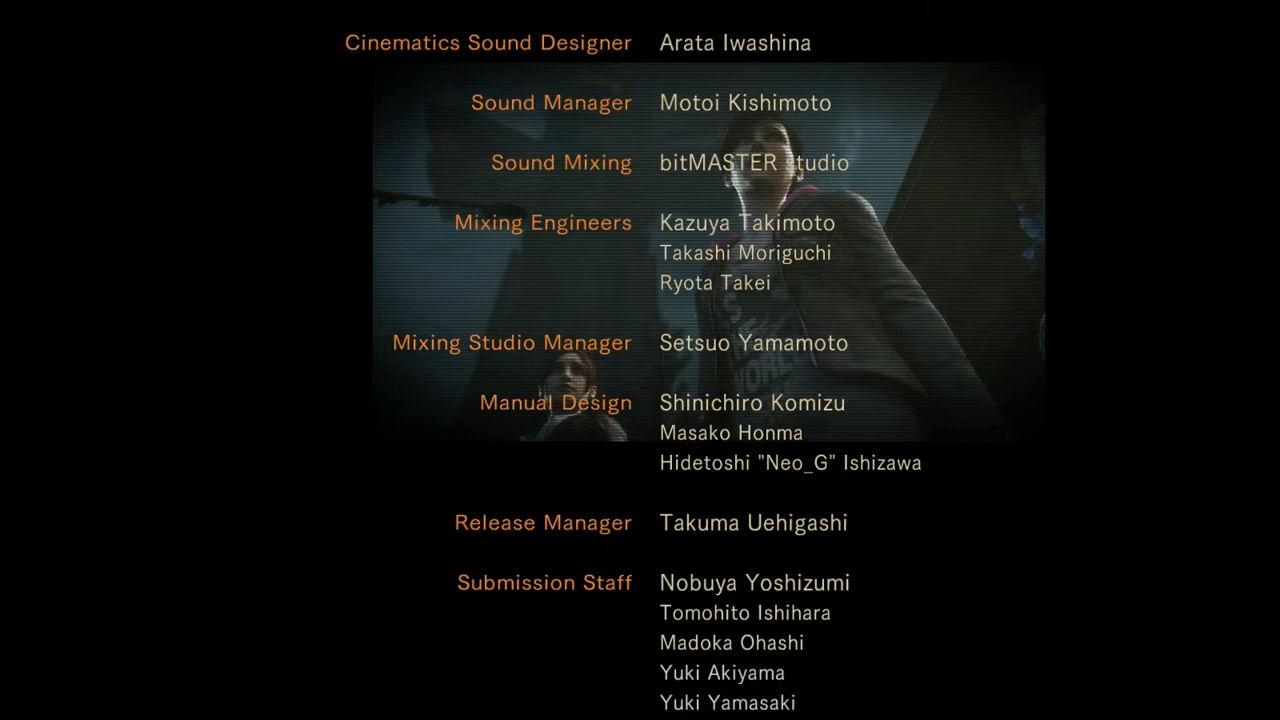 Cinematics Sound Designer Arata Iwashina
Sound Manager Motoi Kishimoto
Sound Mixing bitMASTER studio
Mixing Engineers Kazuya Takimoto
Takashi Moriguchi
Ryota Takei
Mixing Studio Manager Setsuo Yamamoto
Manual Design Shinichiro Komizu
Masako Honma
Hidetoshi "Neo_G" Ishizawa
Release Manager Takuma Uehigashi
Submission Staff Nobuya Yoshizumi
Tomohito Ishihara
Madoka Ohashi
Yuki Akiyama
Yuki Yamasaki